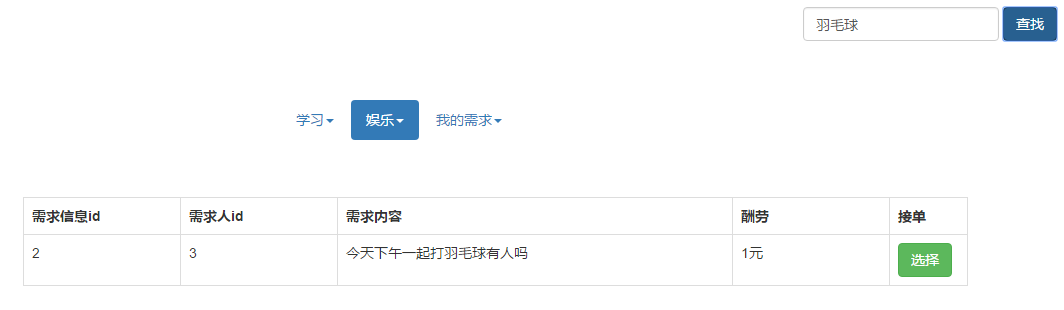 羽毛球 查找
学习 娱乐 我的需求
需求信息id 需求人id 需求内容 酬劳 接单
2 3 今天下午一起打羽毛球有人吗 1元 选择